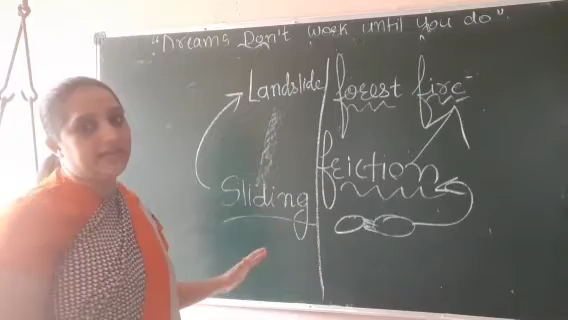 "Dreams Don't work until you do".
Landslide
Sliding
forest fire
friction